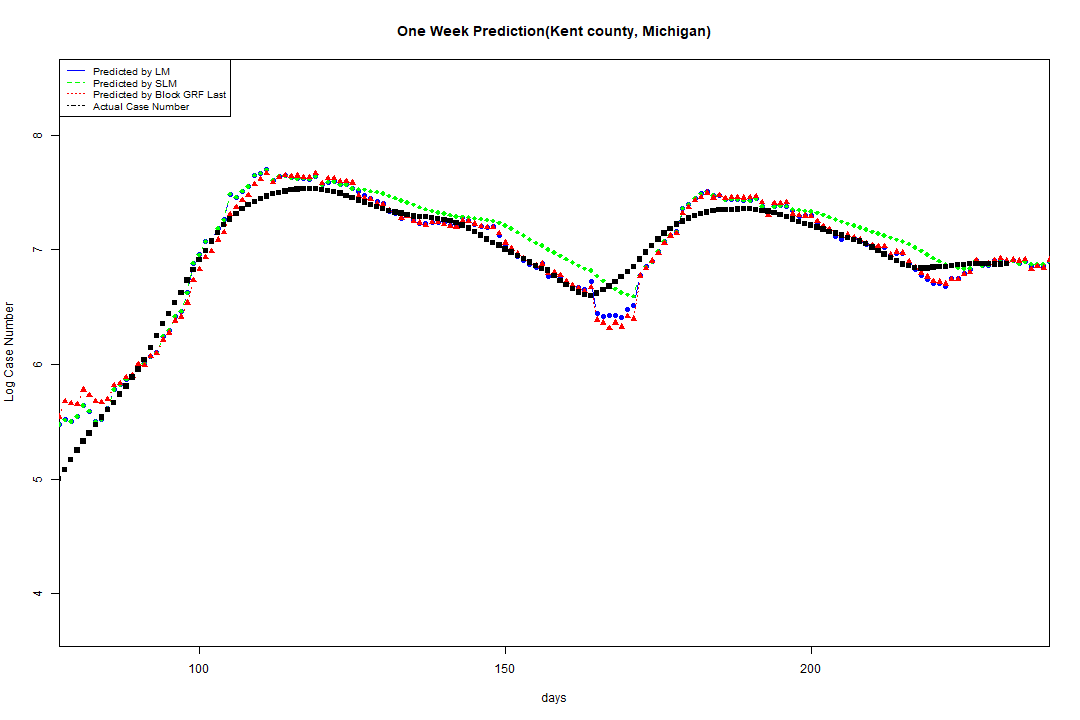 One Week Prediction(Kent county, Michigan)
Predicted by LM
Predicted by SLM
Predicted by Block GRF Last
Actual Case Number
8
7
6
5
4
Log Case Number
100 150 200
days